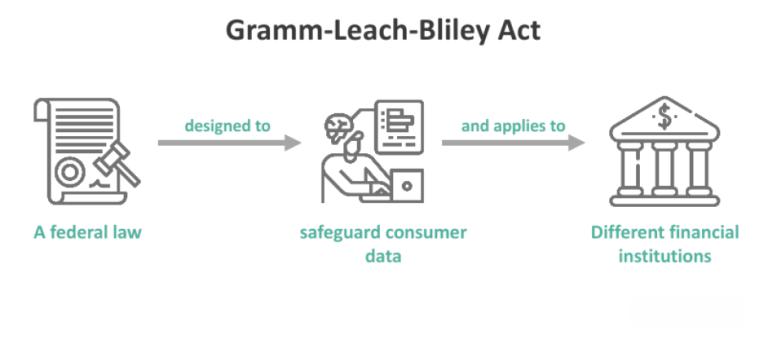 Gramm-Leach-Bliley Act
designed to
and applies to
$
A federal law
safeguard consumer
data
Different financial
institutions